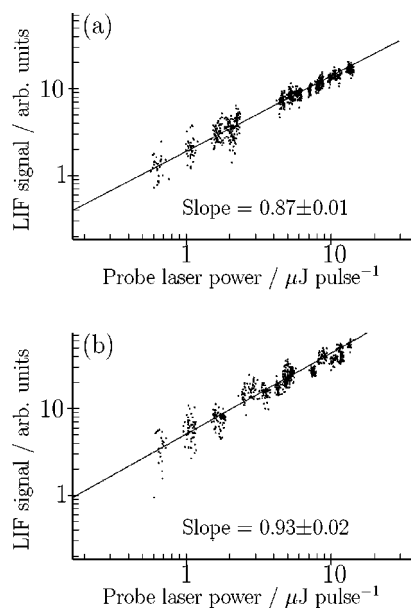 (a)
LIF signal / arb. units
10
1
Slope = 0.87±0.01
1
10
Probe laser power / μJ pulse⁻¹
(b)
LIF signal / arb. units
10
1
Slope = 0.93±0.02
1
10
Probe laser power / μJ pulse⁻¹